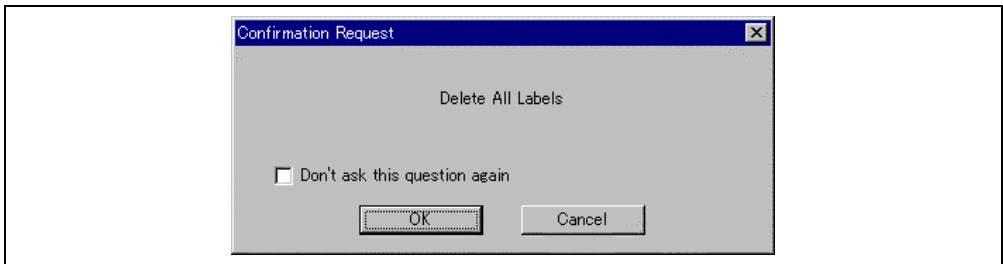 Confirmation Request
Delete All Labels
Don't ask this question again
OK Cancel